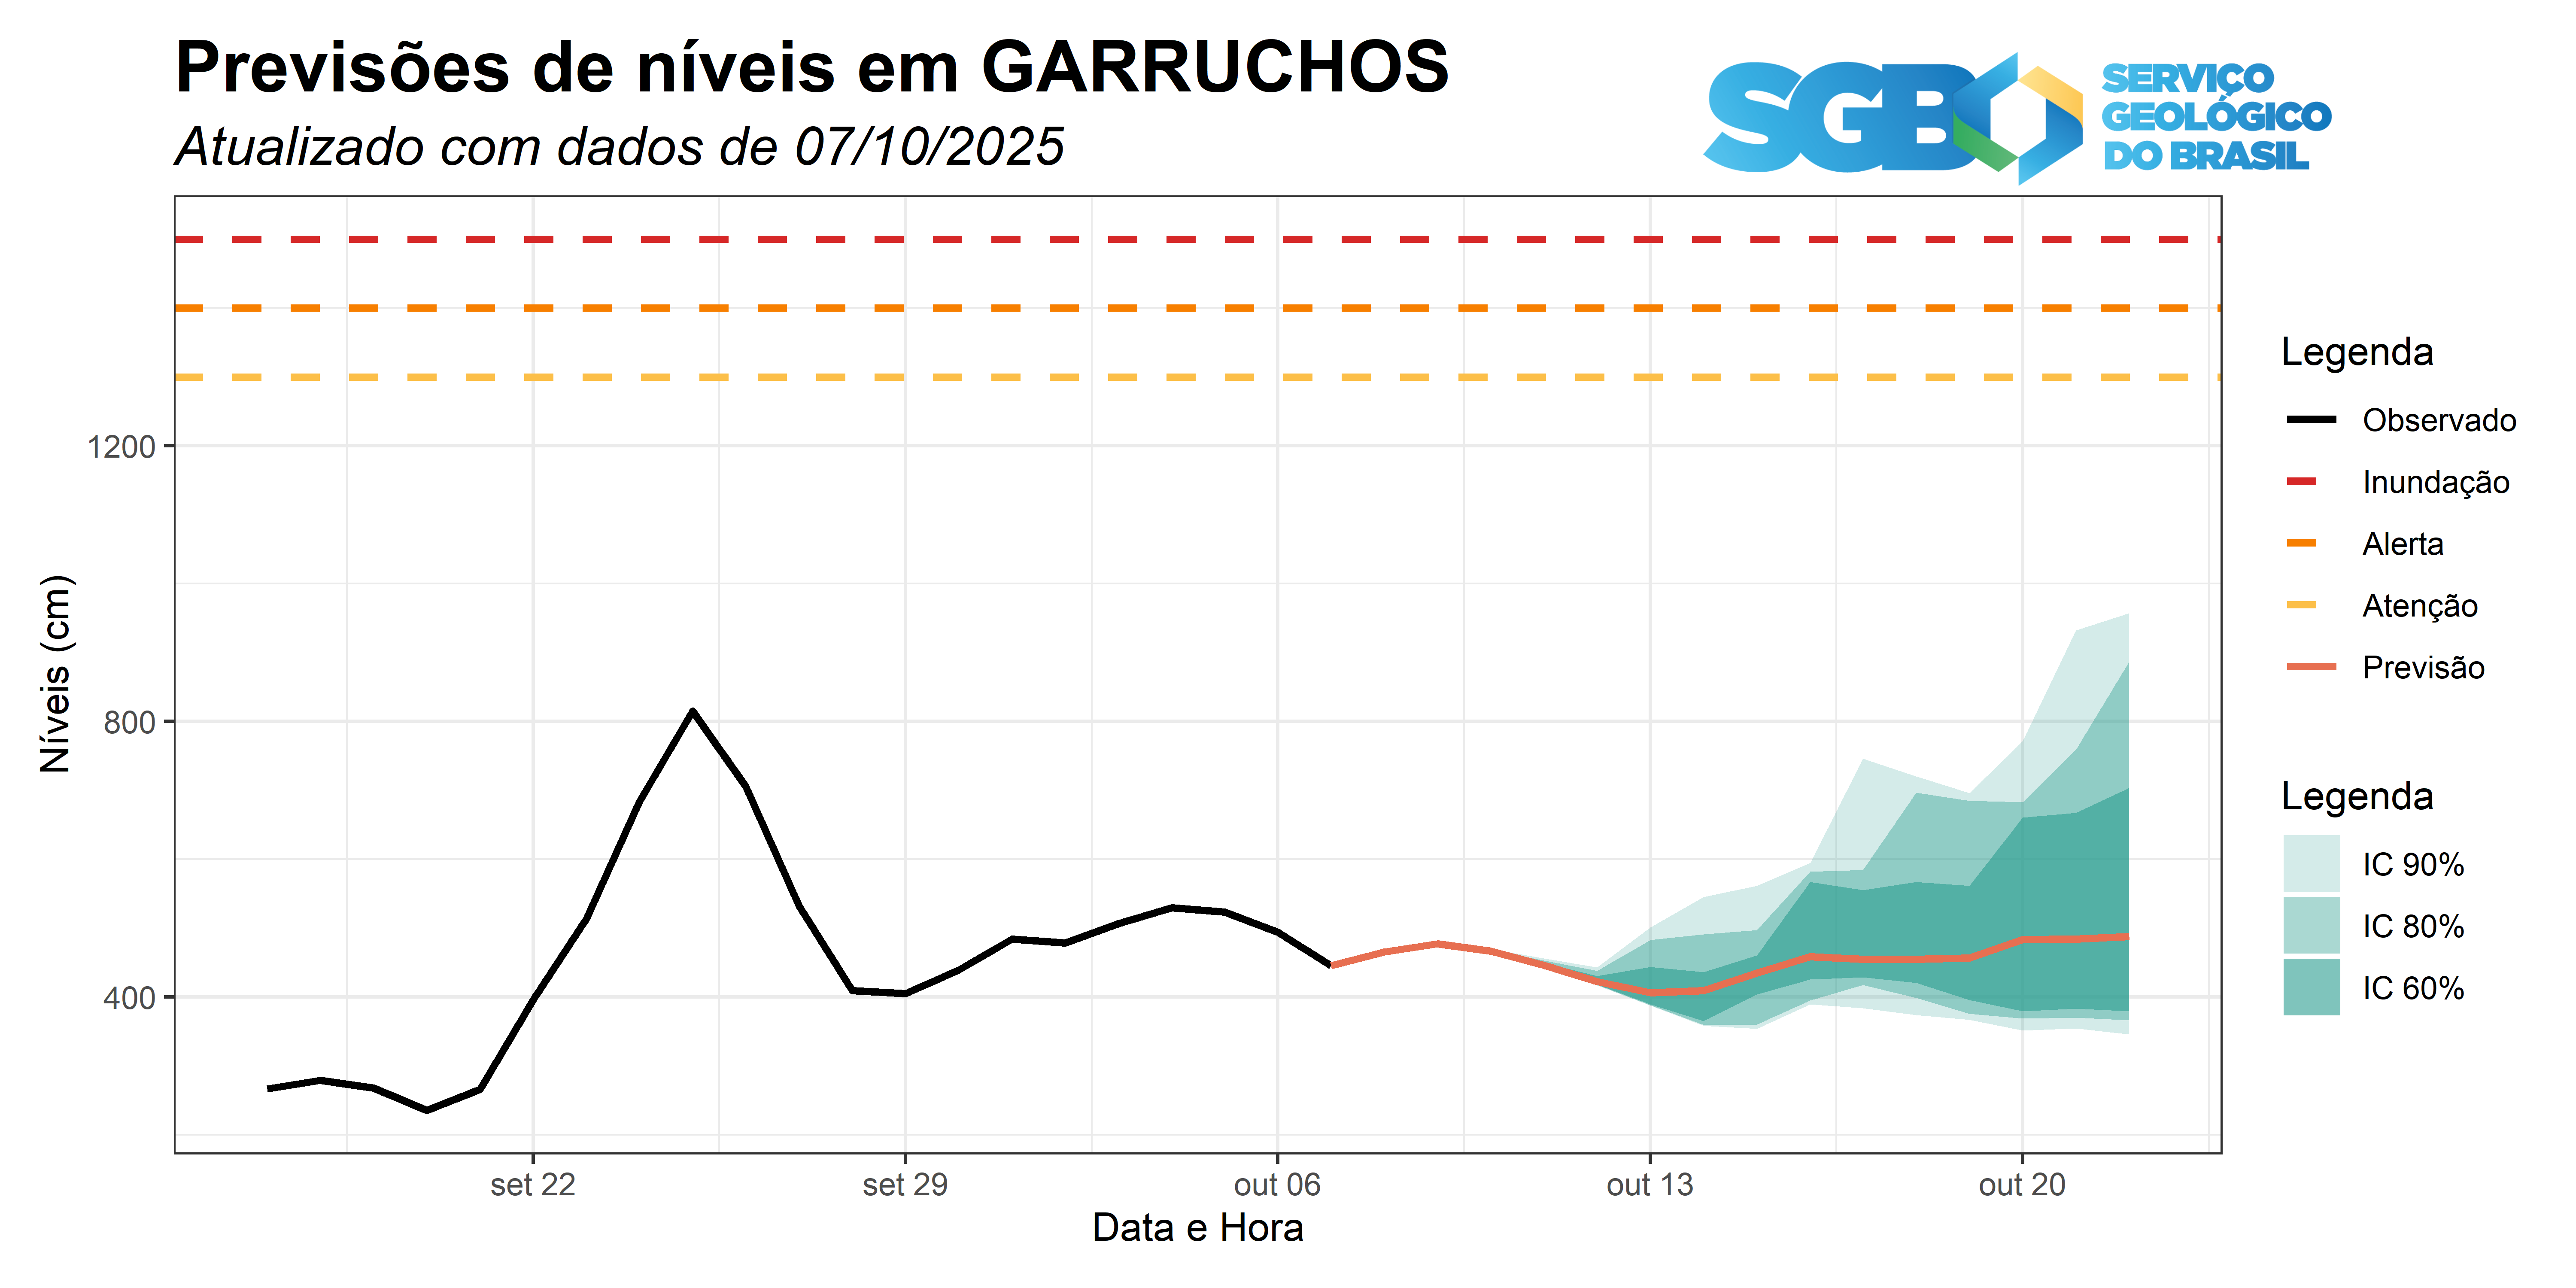 Previsões de níveis em GARRUCHOS
Atualizado com dados de 07/10/2025
SGB
SERVIÇO
GEOLÓGICO
DO BRASIL
Níveis (cm)
1200
800
400
set 22
set 29
out 06
out 13
out 20
Data e Hora
Legenda
Observado
Inundação
Alerta
Atenção
Previsão
Legenda
IC 90%
IC 80%
IC 60%